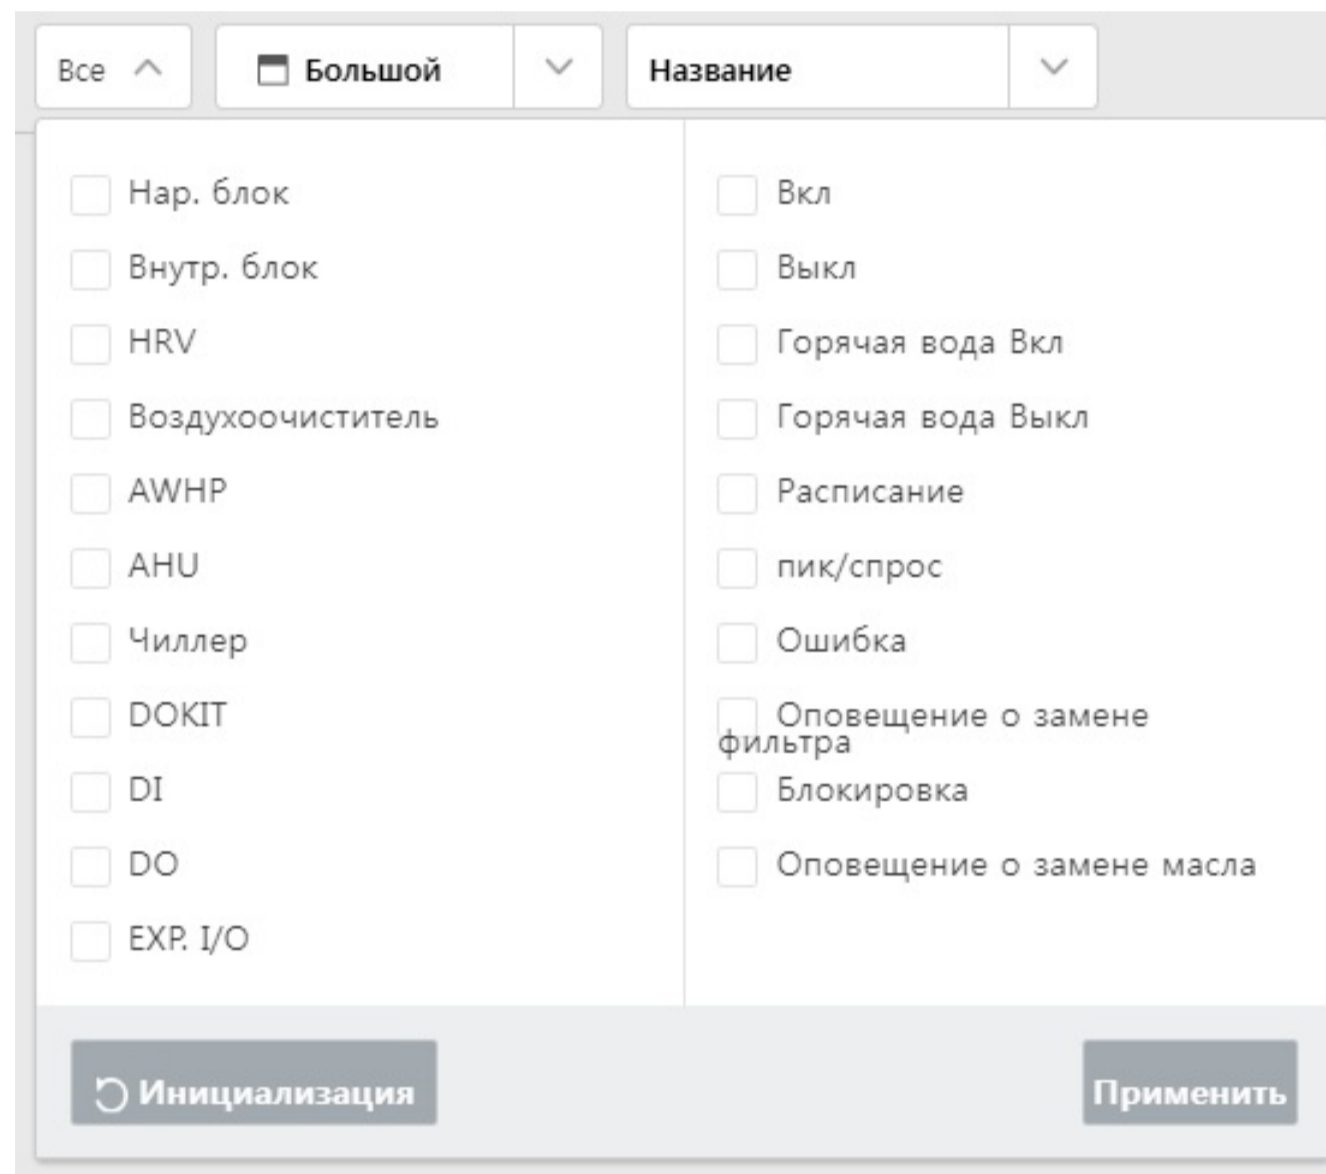 Все
Большой
Название
Нар. блок
Внутр. блок
HRV
Воздухоочиститель
AWHP
AHU
Чиллер
DOKIT
DI
DO
EXP. I/O
Вкл
Выкл
Горячая вода Вкл
Горячая вода Выкл
Расписание
пик/спрос
Ошибка
Оповещение о замене
фильтра
Блокировка
Оповещение о замене масла
Инициализация
Применить